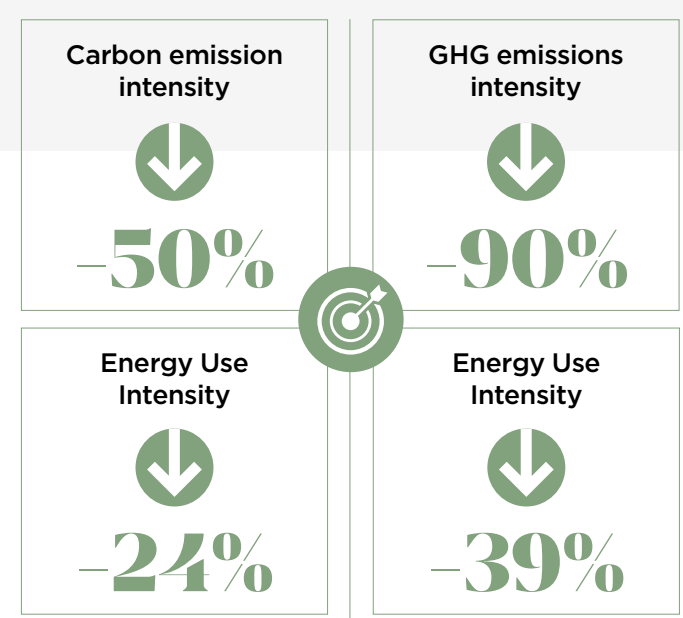 Carbon emission
intensity
–50%
GHG emissions
intensity
–90%
Energy Use
Intensity
–24%
Energy Use
Intensity
–39%